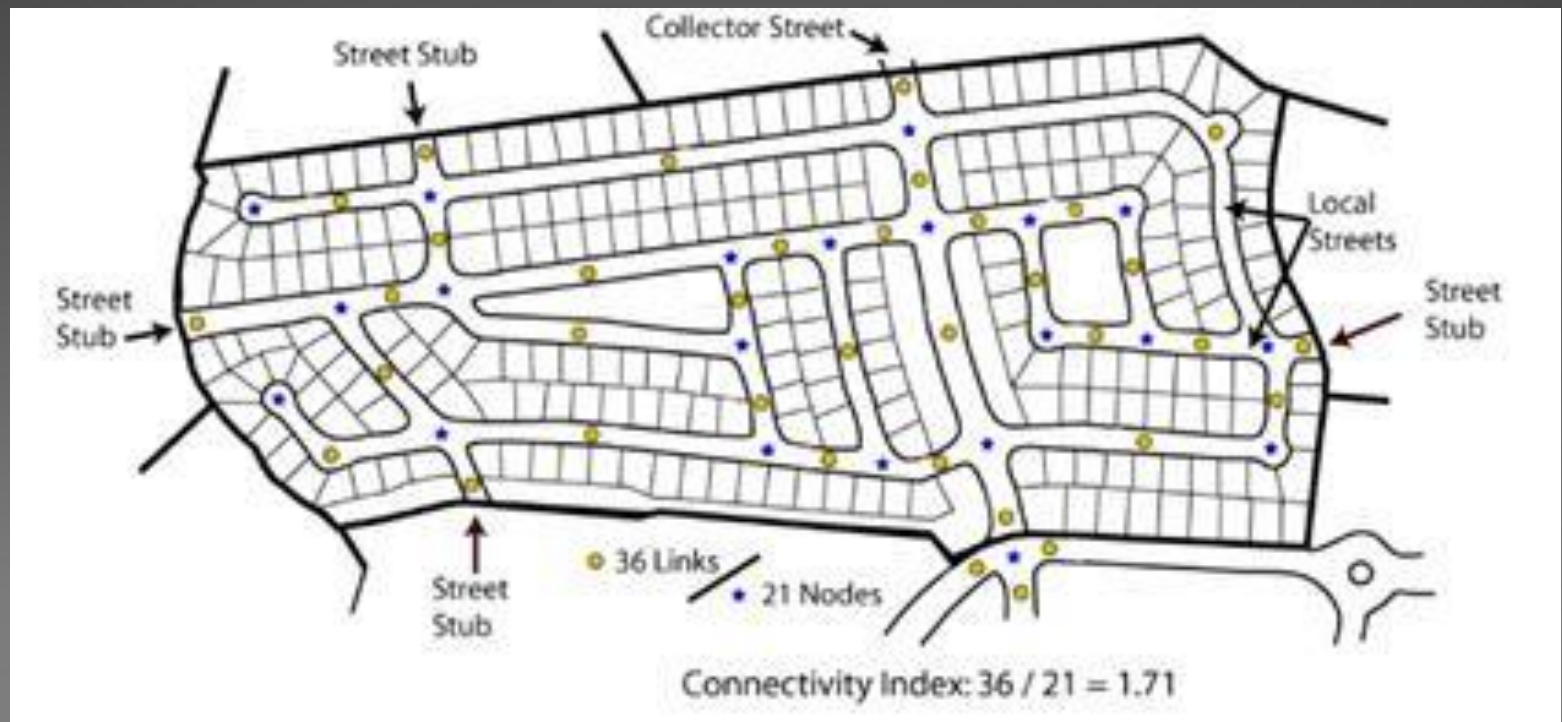 Collector Street
Street Stub
Local
Streets
Street
Stub
Street
Stub
36 Links
21 Nodes
Street
Stub
Connectivity Index: 36 / 21 = 1.71